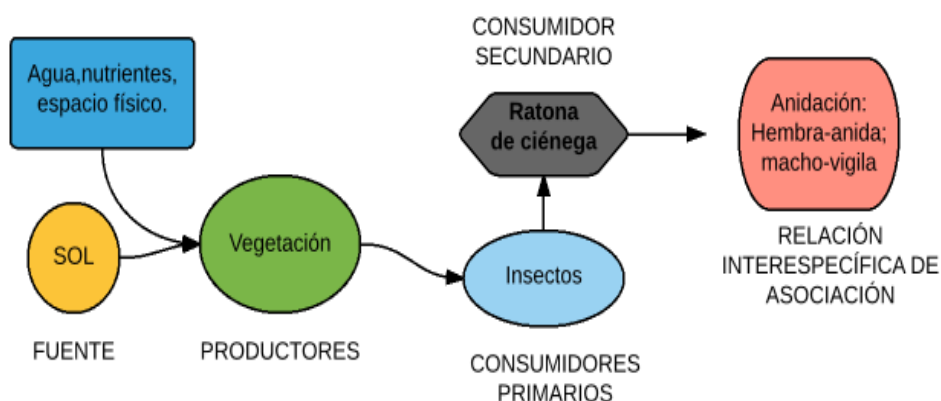 CONSUMIDOR
SECUNDARIO
Agua,nutrientes,
espacio físico.
Ratona
de ciénega
Anidación:
Hembra-anida;
macho-vigila
SOL
Vegetación
Insectos
RELACIÓN
INTERESPECÍFICA DE
ASOCIACIÓN
FUENTE
PRODUCTORES
CONSUMIDORES
PRIMARIOS